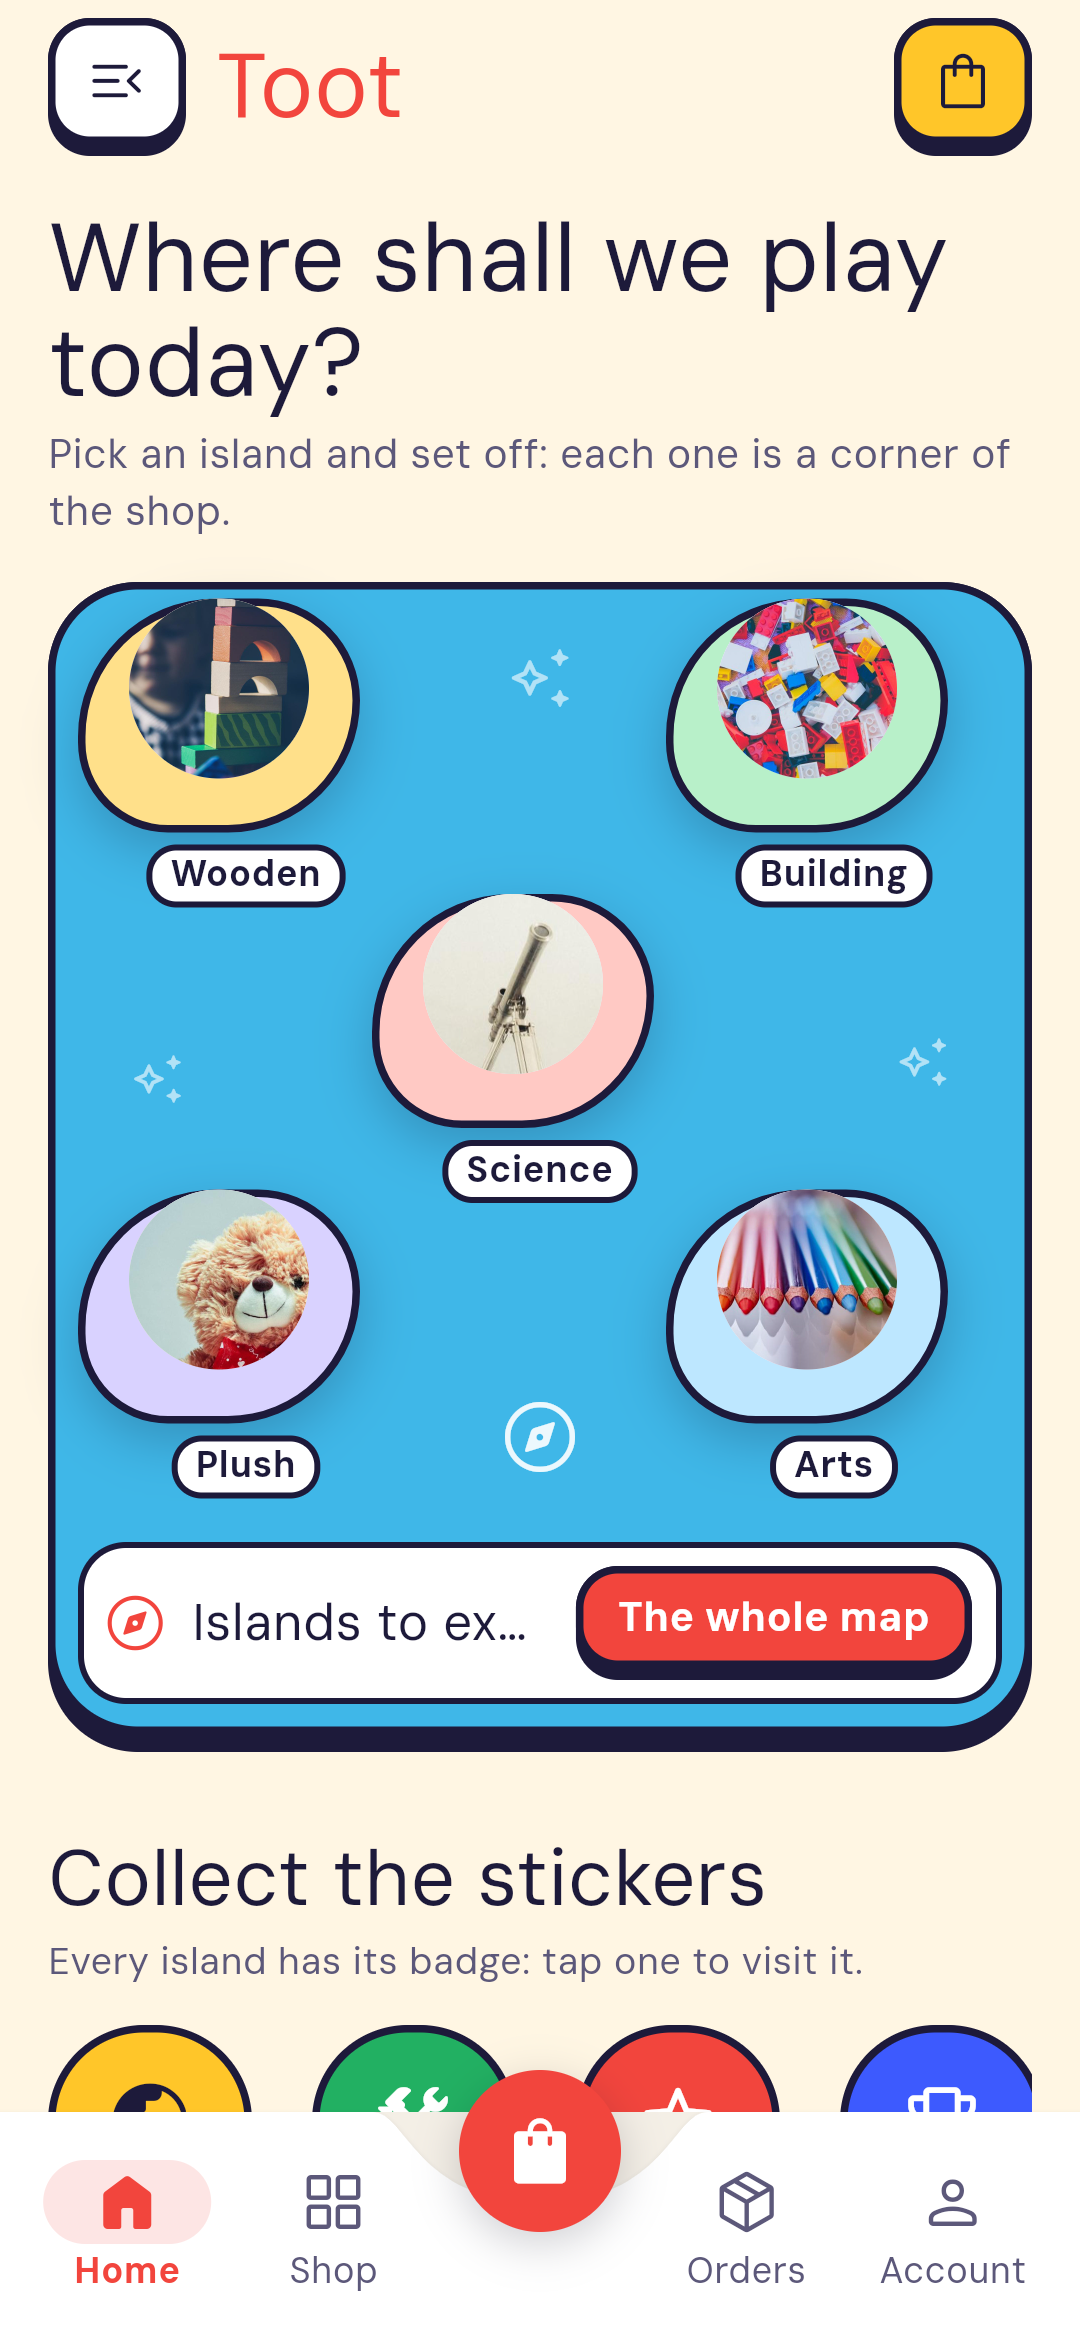 Toot
Where shall we play
today?
Pick an island and set off: each one is a corner of
the shop.
Wooden
Building
Science
Plush
Arts
Islands to ex...
The whole map
Collect the stickers
Every island has its badge: tap one to visit it.
Home
Shop
Orders
Account